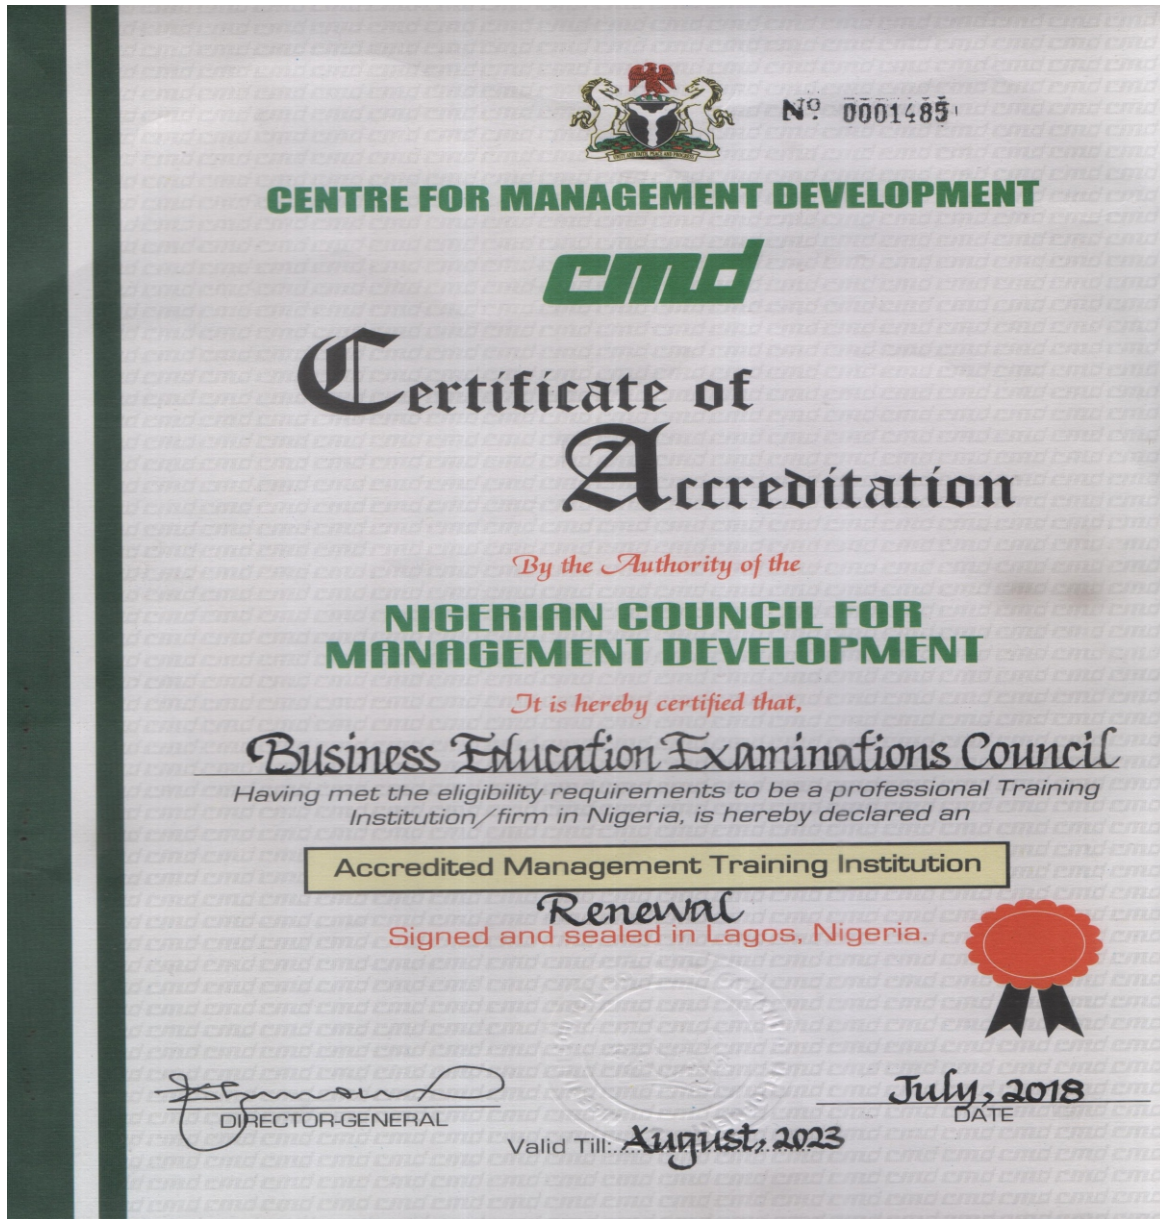 Nº 0001485
CENTRE FOR MANAGEMENT DEVELOPMENT
cmd
Certificate of
Accreditation
By the Authority of the
NIGERIAN COUNCIL FOR
MANAGEMENT DEVELOPMENT
It is hereby certified that,
Business Education Examinations Council
Having met the eligibility requirements to be a professional Training
Institution/firm in Nigeria, is hereby declared an
Accredited Management Training Institution
Renewal
Signed and sealed in Lagos, Nigeria.
DIRECTOR-GENERAL
July, 2018
DATE
Valid Till: August, 2023